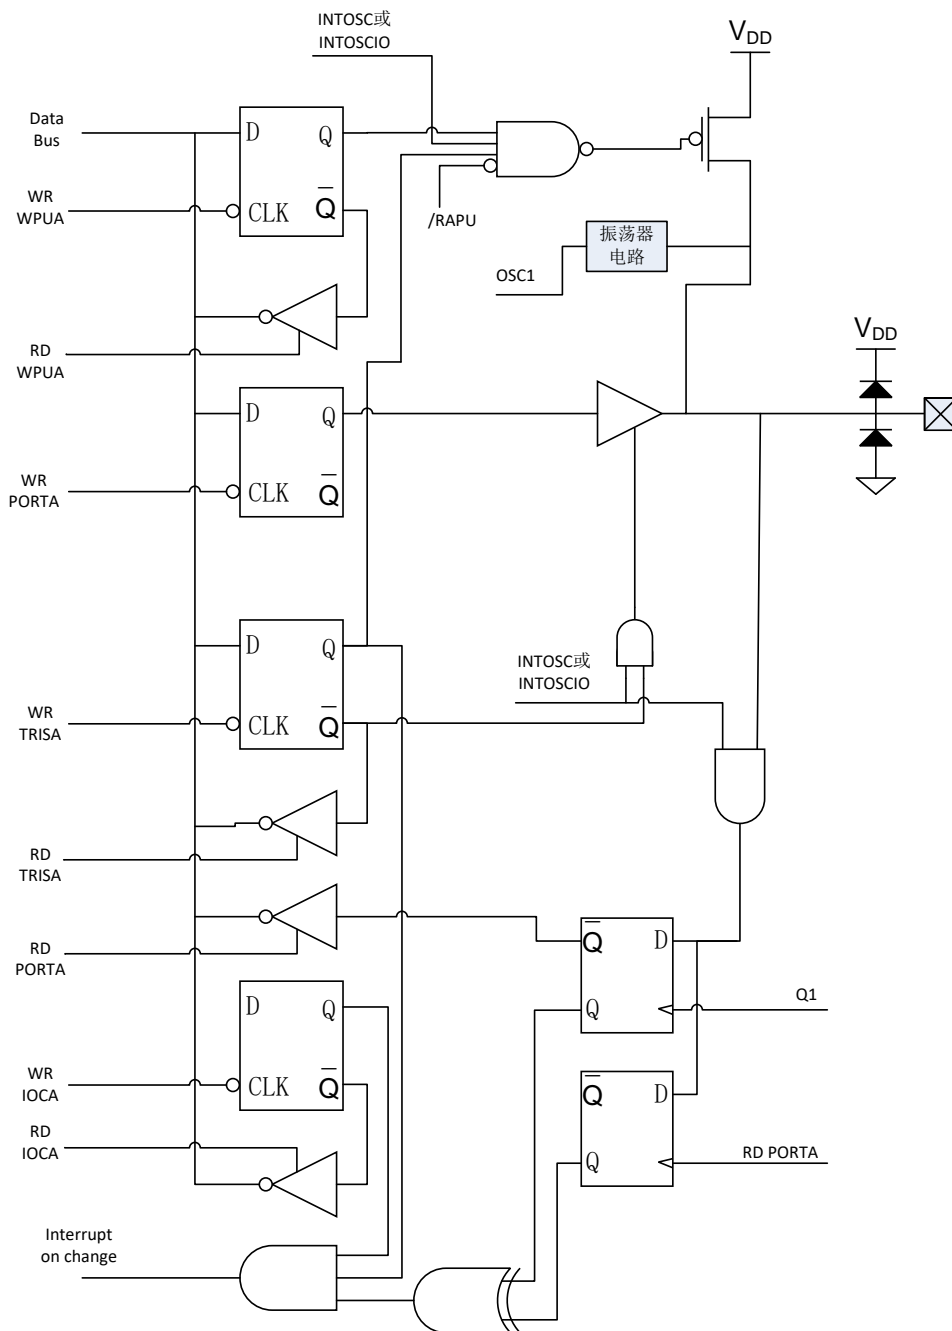 INTOSC或
INTOSCIO
VDD
Data
Bus
D
Q
WR
WPUA
CLK
Q
/RAPU
振荡器
电路
OSC1
RD
WPUA
VDD
D
Q
WR
PORTA
CLK
Q
D
Q
INTOSC或
INTOSCIO
WR
TRISA
CLK
Q
RD
TRISA
RD
PORTA
Q
D
Q1
Q
D
Q
WR
IOCA
CLK
Q
Q
D
RD
IOCA
Q
RD PORTA
Interrupt
on change